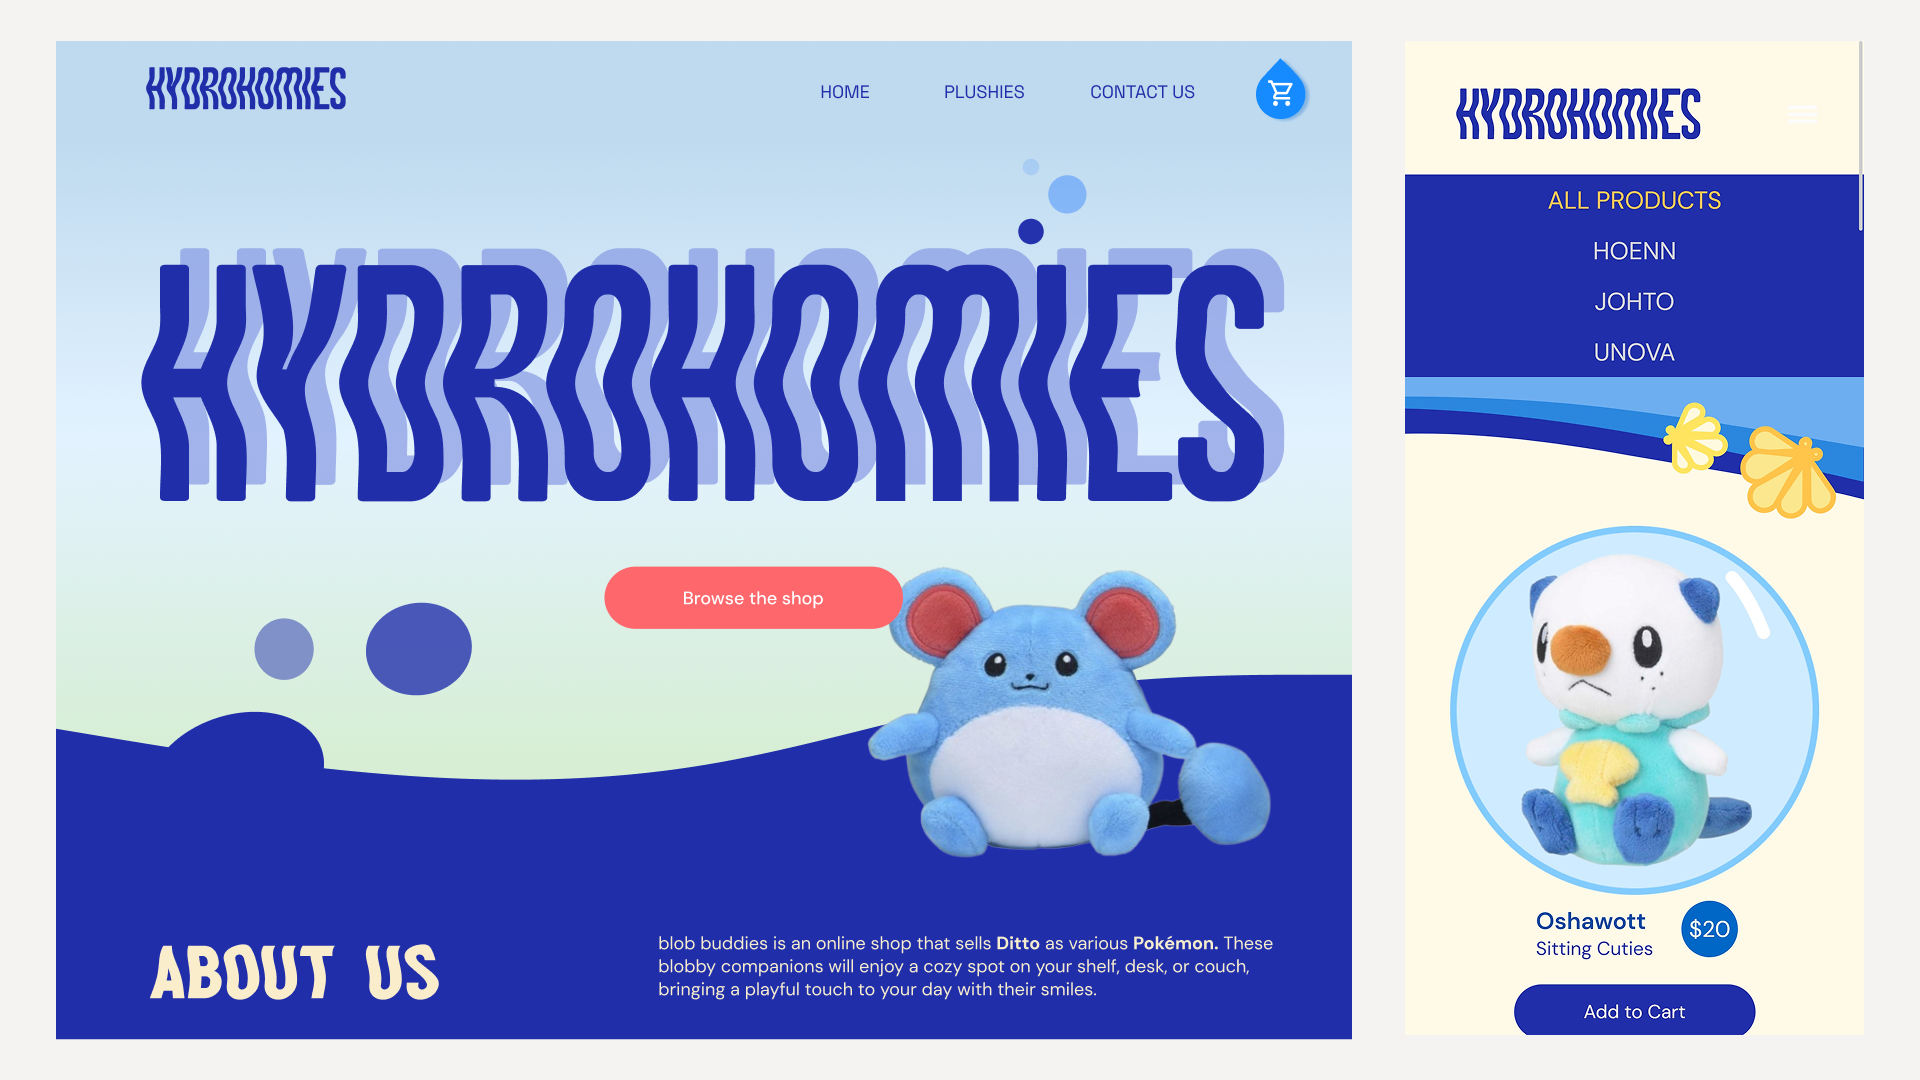 HYDROHOMIES
HOME
PLUSHIES
CONTACT US
HYDROHOMIES
Browse the shop
ABOUT US
blob buddies is an online shop that sells Ditto as various Pokémon. These
blobby companions will enjoy a cozy spot on your shelf, desk, or couch,
bringing a playful touch to your day with their smiles.
HYDROHOMIES
ALL PRODUCTS
HOENN
JOHTO
UNOVA
Oshawott
Sitting Cuties
$20
Add to Cart